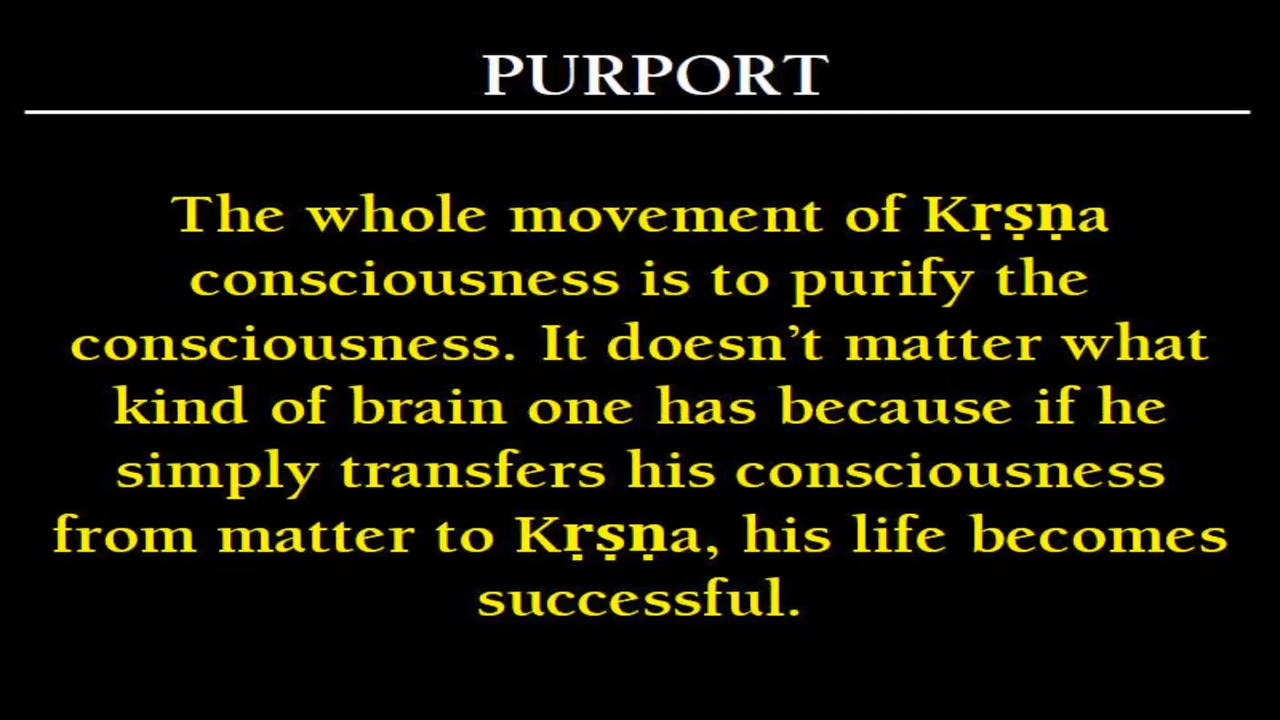 PURPORT
The whole movement of Kṛṣṇa
consciousness is to purify the
consciousness. It doesn’t matter what
kind of brain one has because if he
simply transfers his consciousness
from matter to Kṛṣṇa, his life becomes
successful.